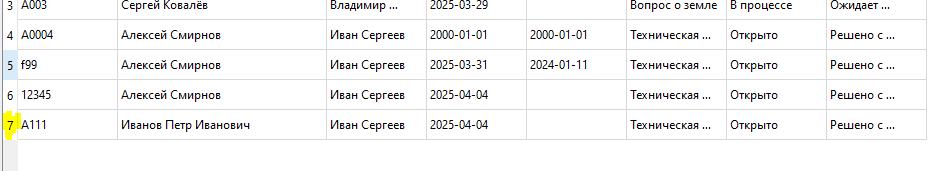 3 A003 Сергей Ковалёв Владимир ... 2025-03-29 Вопрос о земле В процессе Ожидает ...
4 A0004 Алексей Смирнов Иван Сергеев 2000-01-01 2000-01-01 Техническая ... Открыто Решено с ...
5 f99 Алексей Смирнов Иван Сергеев 2025-03-31 2024-01-11 Техническая ... Открыто Решено с ...
6 12345 Алексей Смирнов Иван Сергеев 2025-04-04 Техническая ... Открыто Решено с ...
7 A111 Иванов Петр Иванович Иван Сергеев 2025-04-04 Техническая ... Открыто Решено с ...